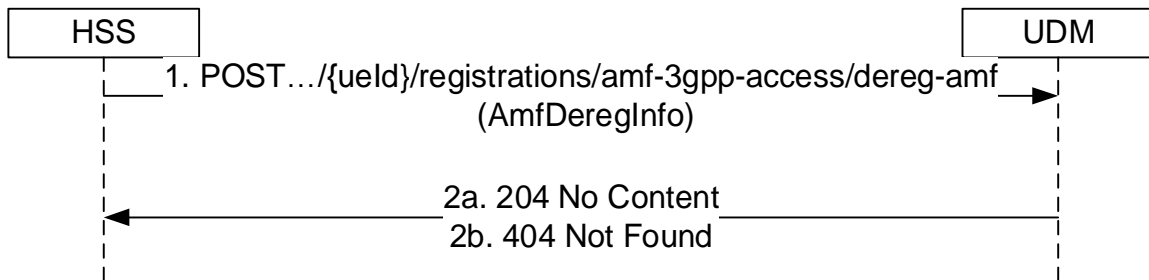 HSS
UDM
1. POST…/{ueId}/registrations/amf-3gpp-access/dereg-amf
(AmfDeregInfo)
2a. 204 No Content
2b. 404 Not Found